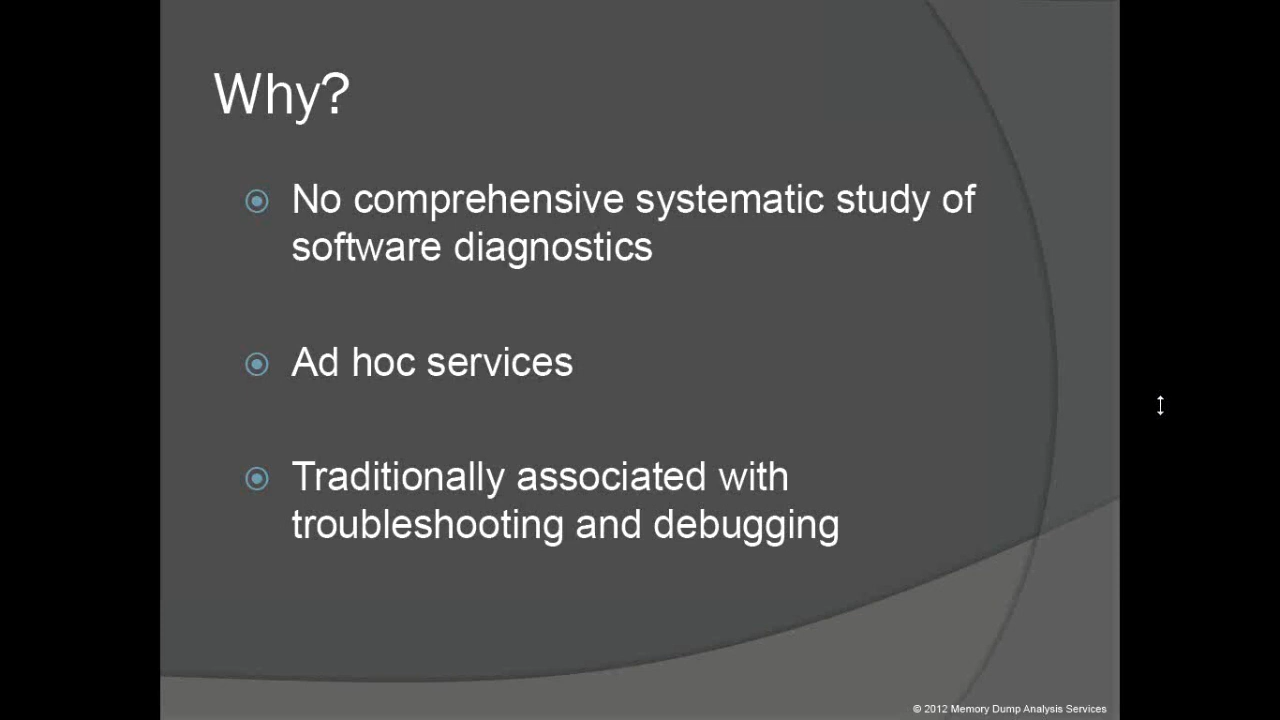 Why?
No comprehensive systematic study of
software diagnostics
Ad hoc services
Traditionally associated with
troubleshooting and debugging
© 2012 Memory Dump Analysis Services